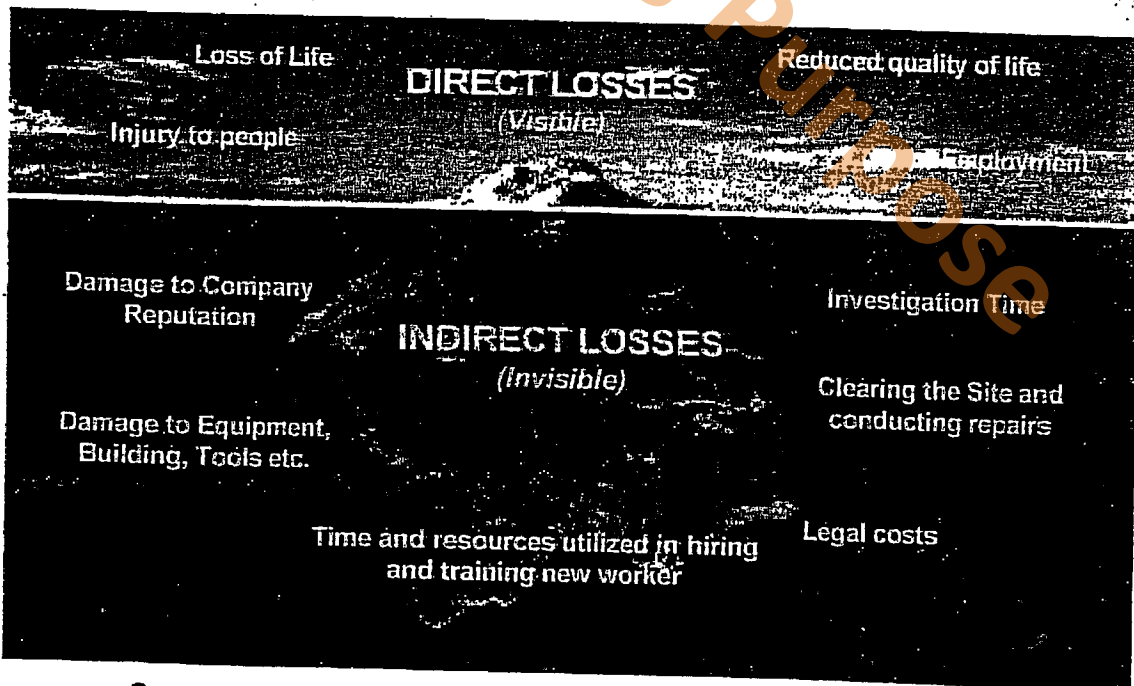 Loss of Life
Reduced quality of life
DIRECT LOSSES
(Visible)
Injury to people
Employment
Damage to Company
Reputation
Investigation Time
INDIRECT LOSSES
(Invisible)
Clearing the Site and
conducting repairs
Damage to Equipment,
Building, Tools etc.
Legal costs
Time and resources utilized in hiring
and training new worker
Purpose